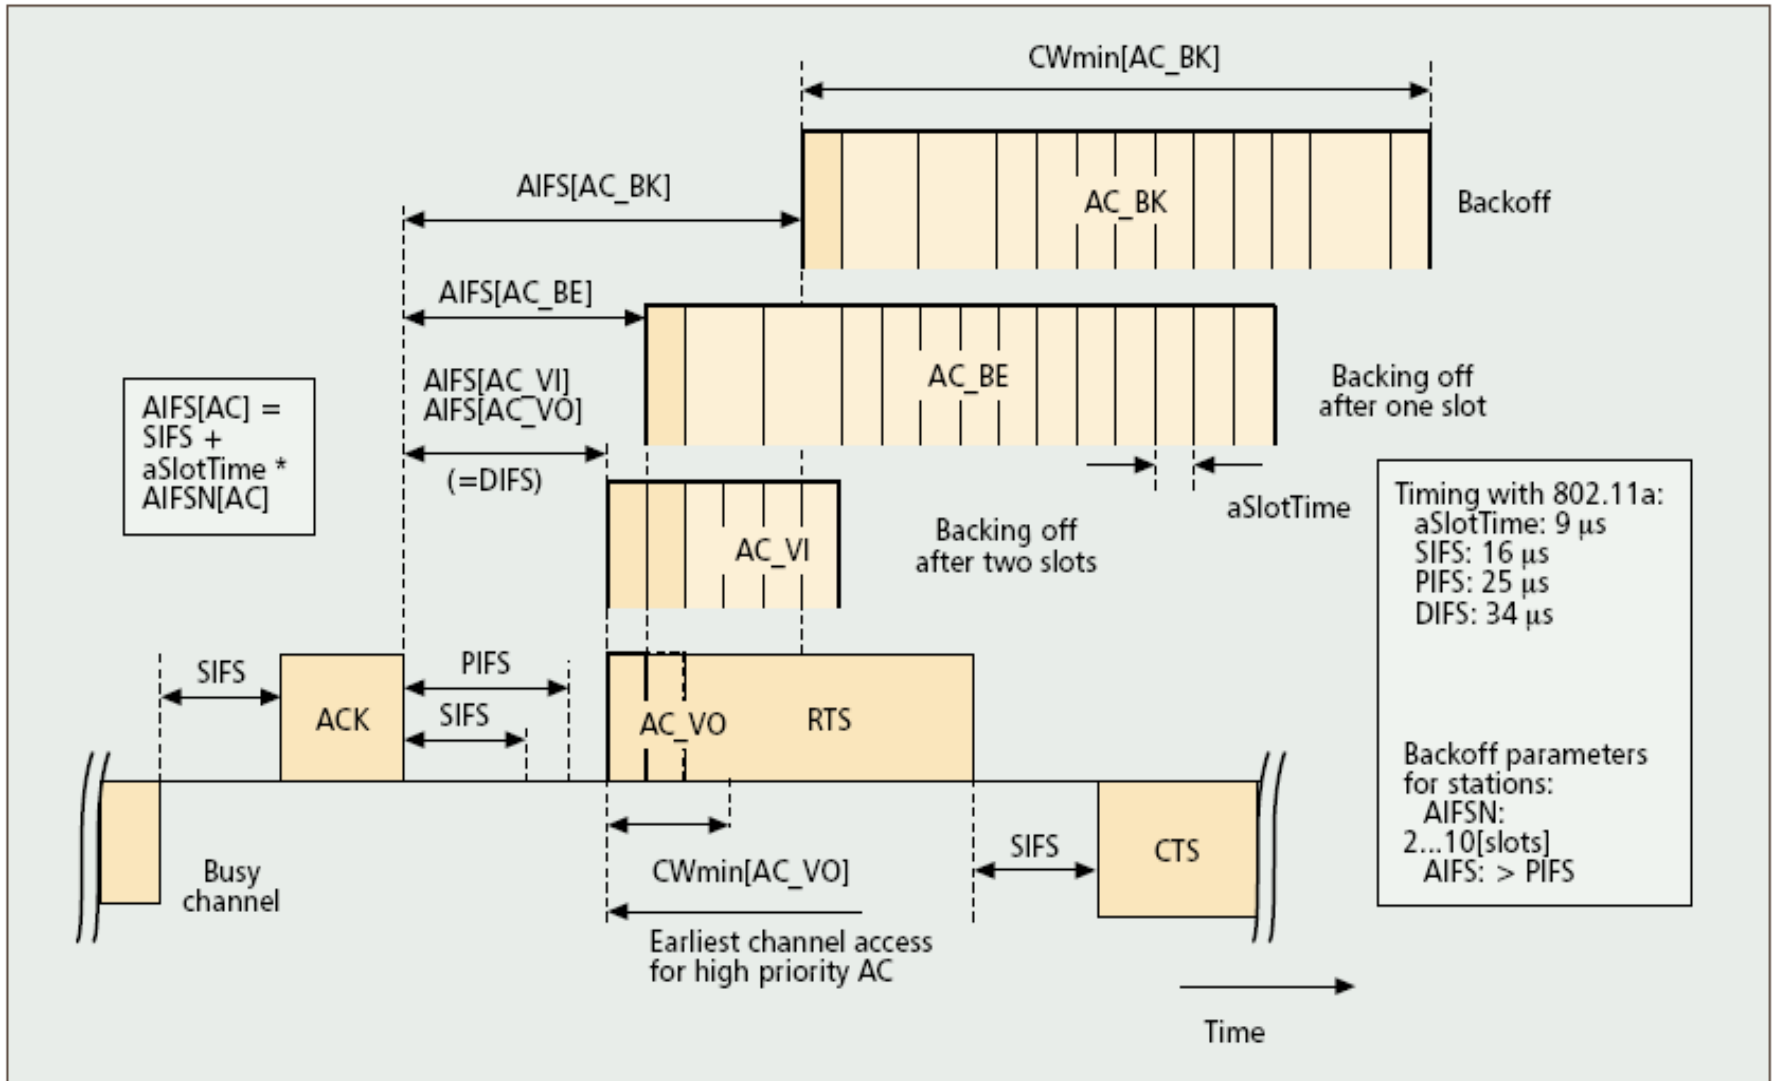 CWmin[AC_BK]
AIFS[AC_BK]
AC_BK
Backoff
AIFS[AC_BE]
AIFS[AC_VI]
AIFS[AC_VO]
(=DIFS)
AC_BE
Backing off
after one slot
AIFS[AC] =
SIFS +
aSlotTime *
AIFSN[AC]
aSlotTime
AC_VI
Backing off
after two slots
Timing with 802.11a:
aSlotTime: 9 μs
SIFS: 16 μs
PIFS: 25 μs
DIFS: 34 μs
Backoff parameters
for stations:
AIFSN:
2...10[slots]
AIFS: > PIFS
SIFS
ACK
PIFS
SIFS
AC_VO
RTS
Busy
channel
CWmin[AC_VO]
SIFS
CTS
Earliest channel access
for high priority AC
Time